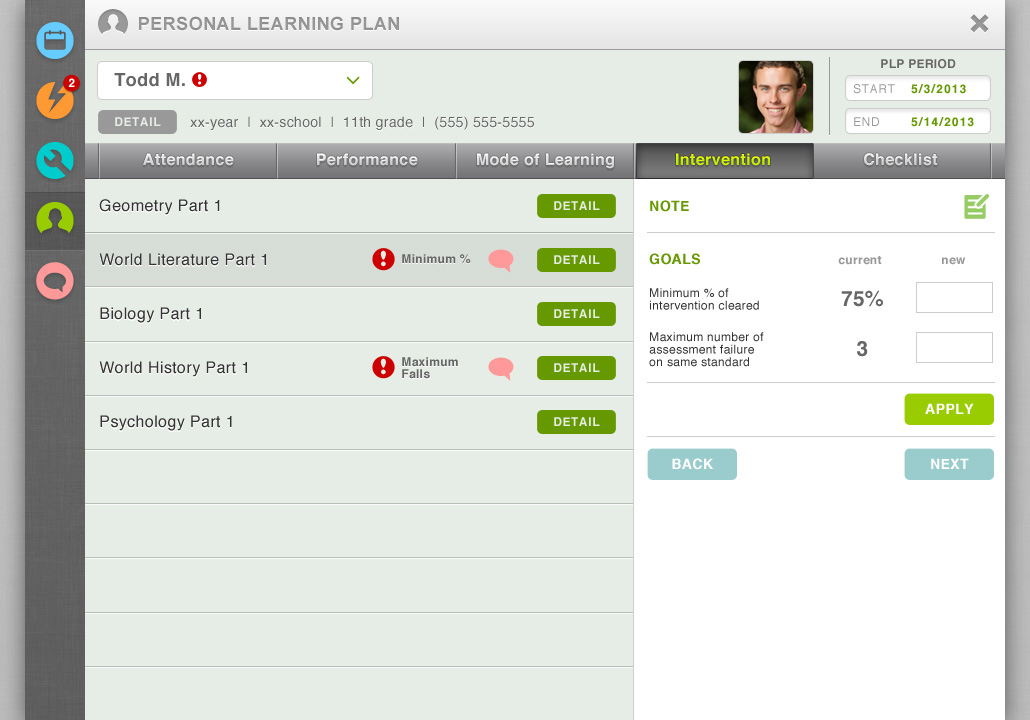 PERSONAL LEARNING PLAN
2
Todd M.
PLP PERIOD
START 5/3/2013
END 5/14/2013
DETAIL xx-year | xx-school | 11th grade | (555) 555-5555
Attendance Performance Mode of Learning Intervention Checklist
Geometry Part 1 DETAIL
World Literature Part 1 Minimum % DETAIL
Biology Part 1 DETAIL
World History Part 1 Maximum
Falls DETAIL
Psychology Part 1 DETAIL
NOTE
GOALS current new
Minimum % of
intervention cleared
75%
Maximum number of
assessment failure
on same standard
3
APPLY
BACK NEXT